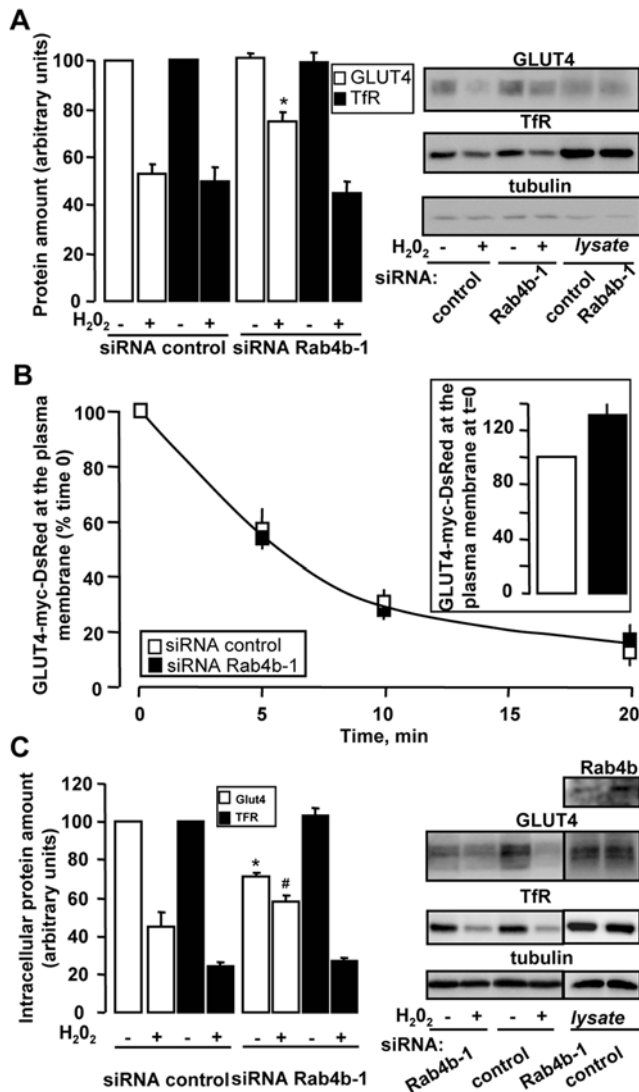 A
Protein amount (arbitrary units)
100
80
60
40
20
0
*
GLUT4
TfR
H₂0₂
- + - + - + - +
siRNA control siRNA Rab4b-1
GLUT4
TfR
tubulin
H₂0₂ - + - + lysate
siRNA: control Rab4b-1 control Rab4b-1
B
GLUT4-myc-DsRed at the plasma
membrane (% time 0)
100
80
60
40
20
0
siRNA control
siRNA Rab4b-1
0 5 10 15 20
Time, min
GLUT4-myc-DsRed at the
plasma membrane at t=0
120
80
40
0
C
Intracellular protein amount
(arbitrary units)
120
100
80
60
40
20
0
Glut4
TFR
*
#
H₂0₂ - + - + - + - +
siRNA control siRNA Rab4b-1
Rab4b
GLUT4
TfR
tubulin
H₂0₂ - + - + lysate
siRNA: Rab4b-1 control Rab4b-1 control